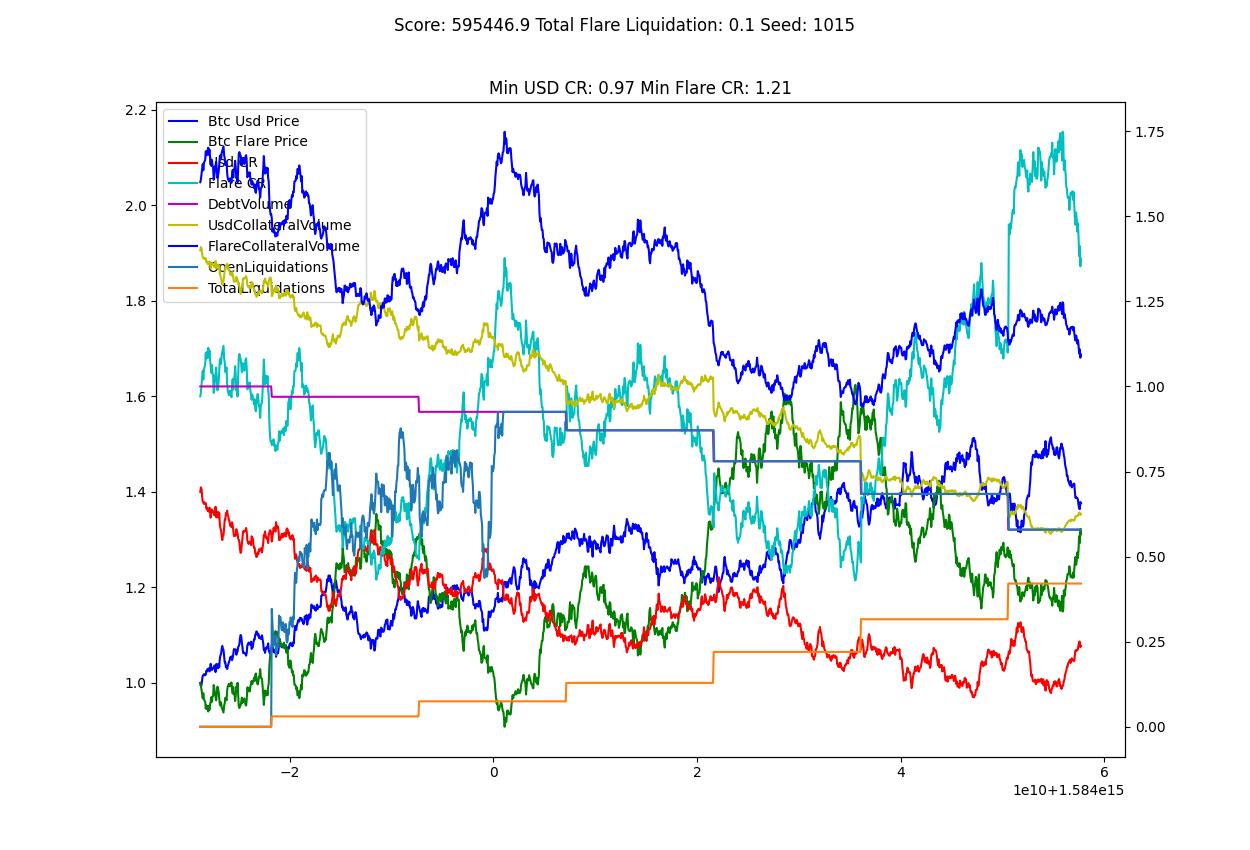 Score: 595446.9 Total Flare Liquidation: 0.1 Seed: 1015
Min USD CR: 0.97 Min Flare CR: 1.21
2.2
2.0
1.8
1.6
1.4
1.2
1.0
Btc Usd Price
Btc Flare Price
Usd CR
Flare CR
DebtVolume
UsdCollateralVolume
FlareCollateralVolume
OpenLiquidations
TotalLiquidations
1.75
1.50
1.25
1.00
0.75
0.50
0.25
0.00
−2 0 2 4 6
1e10+1.584e15